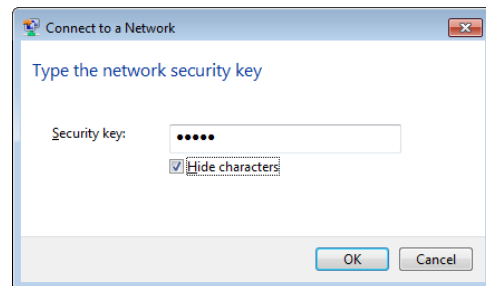 Connect to a Network
Type the network security key
Security key: •••••
Hide characters
OK Cancel